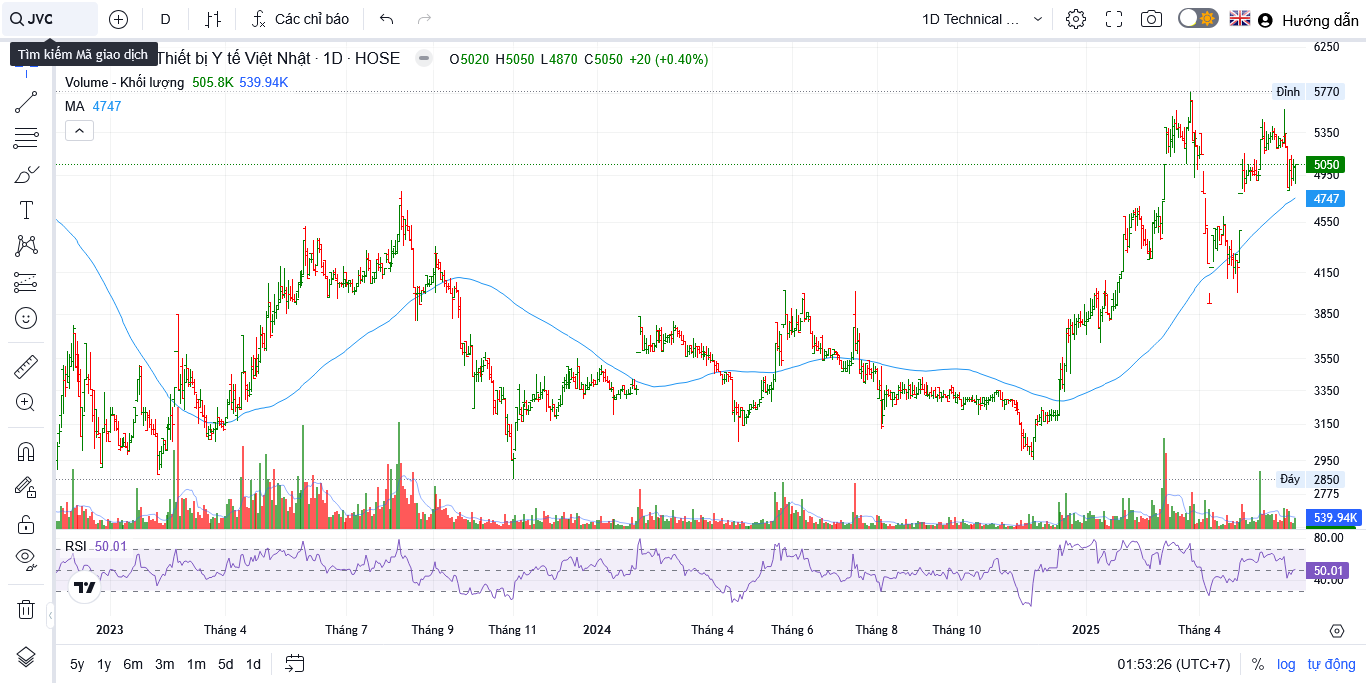 JVC D Các chỉ báo 1D Technical ... Hướng dẫn
Tìm kiếm Mã giao dịch
Thiết bị Y tế Việt Nhật · 1D · HOSE O5020 H5050 L4870 C5050 +20 (+0.40%)
Volume - Khối lượng 505.8K 539.94K
MA 4747
6250
Đỉnh 5770
5350
5050
4950
4747
4550
4150
3850
3550
3350
3150
2950
Đáy 2850
2775
539.94K
RSI 50.01
80.00
50.01
40.00
2023 Tháng 4 Tháng 7 Tháng 9 Tháng 11 2024 Tháng 4 Tháng 6 Tháng 8 Tháng 10 2025 Tháng 4
5y 1y 6m 3m 1m 5d 1d 01:53:26 (UTC+7) % log tự động